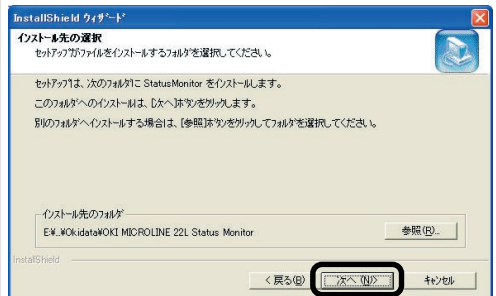 InstallShield ウィザード
インストール先の選択
セットアップがファイルをインストールするフォルダを選択してください。
セットアップは、次のフォルダに StatusMonitor をインストールします。
このフォルダへのインストールは、[次へ]ボタンをクリックします。
別のフォルダへインストールする場合は、[参照]ボタンをクリックしてフォルダを選択してください。
インストール先のフォルダ
E:¥...¥Okidata¥OKI MICROLINE 22L Status Monitor
参照(R)...
InstallShield
< 戻る(B)
次へ(N)>
キャンセル